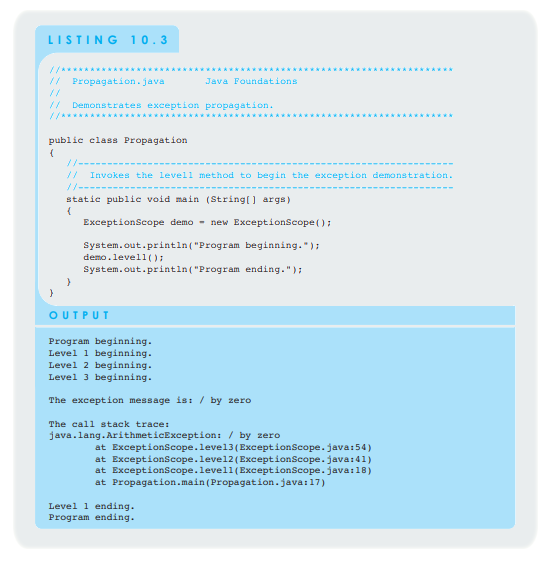 LISTING 10.3
//********************************************************************
//  Propagation.java       Java Foundations
//
//  Demonstrates exception propagation.
//********************************************************************
public class Propagation
{
   //-----------------------------------------------------------------
   //  Invokes the level1 method to begin the exception demonstration.
   //-----------------------------------------------------------------
   static public void main (String[] args)
   {
      ExceptionScope demo = new ExceptionScope();
      System.out.println("Program beginning.");
      demo.level1();
      System.out.println("Program ending.");
   }
}
OUTPUT
Program beginning.
Level 1 beginning.
Level 2 beginning.
Level 3 beginning.
The exception message is: / by zero
The call stack trace:
java.lang.ArithmeticException: / by zero
        at ExceptionScope.level3(ExceptionScope.java:54)
        at ExceptionScope.level2(ExceptionScope.java:41)
        at ExceptionScope.level1(ExceptionScope.java:18)
        at Propagation.main(Propagation.java:17)
Level 1 ending.
Program ending.